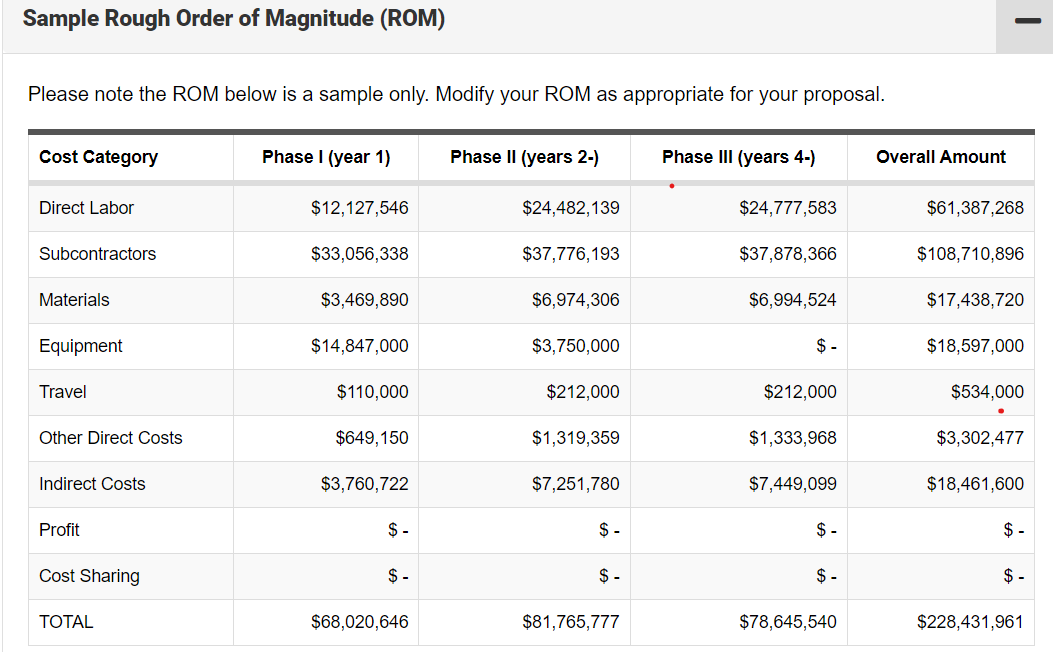 Sample Rough Order of Magnitude (ROM)
Please note the ROM below is a sample only. Modify your ROM as appropriate for your proposal.
Cost Category Phase I (year 1) Phase II (years 2-) Phase III (years 4-) Overall Amount
Direct Labor $12,127,546 $24,482,139 $24,777,583 $61,387,268
Subcontractors $33,056,338 $37,776,193 $37,878,366 $108,710,896
Materials $3,469,890 $6,974,306 $6,994,524 $17,438,720
Equipment $14,847,000 $3,750,000 $ - $18,597,000
Travel $110,000 $212,000 $212,000 $534,000
Other Direct Costs $649,150 $1,319,359 $1,333,968 $3,302,477
Indirect Costs $3,760,722 $7,251,780 $7,449,099 $18,461,600
Profit $ - $ - $ - $ -
Cost Sharing $ - $ - $ - $ -
TOTAL $68,020,646 $81,765,777 $78,645,540 $228,431,961